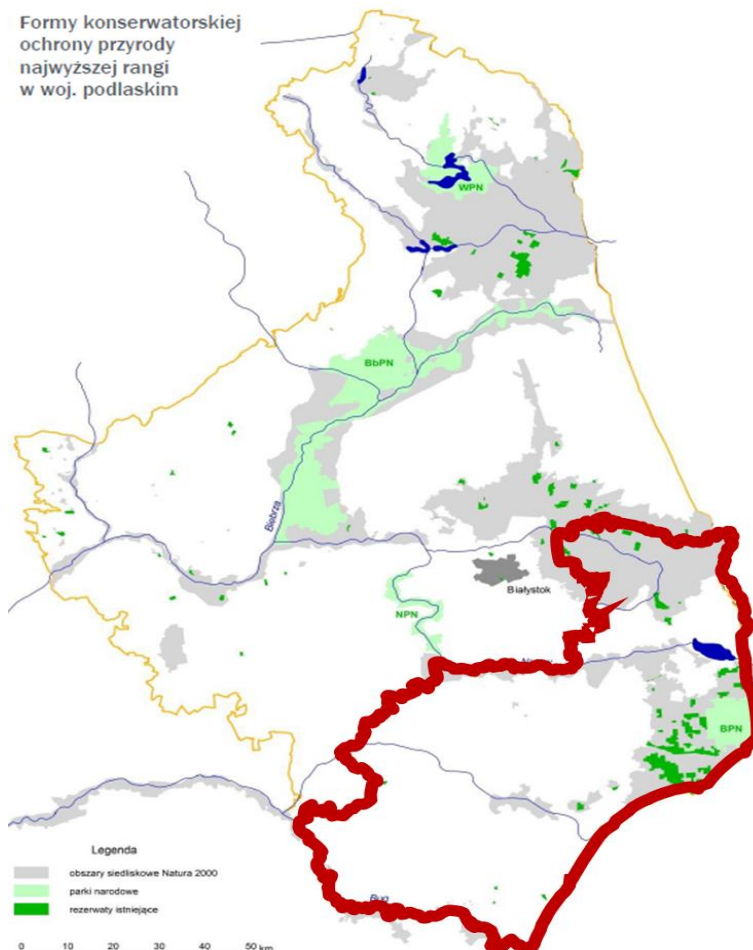 Formy konserwatorskiej
ochrony przyrody
najwyższej rangi
w woj. podlaskim
WPN
BbPN
Biebrza
Białystok
NPN
BPN
Legenda
obszary siedliskowe Natura 2000
parki narodowe
rezerwaty istniejące
Bug
0 10 20 30 40 50 km